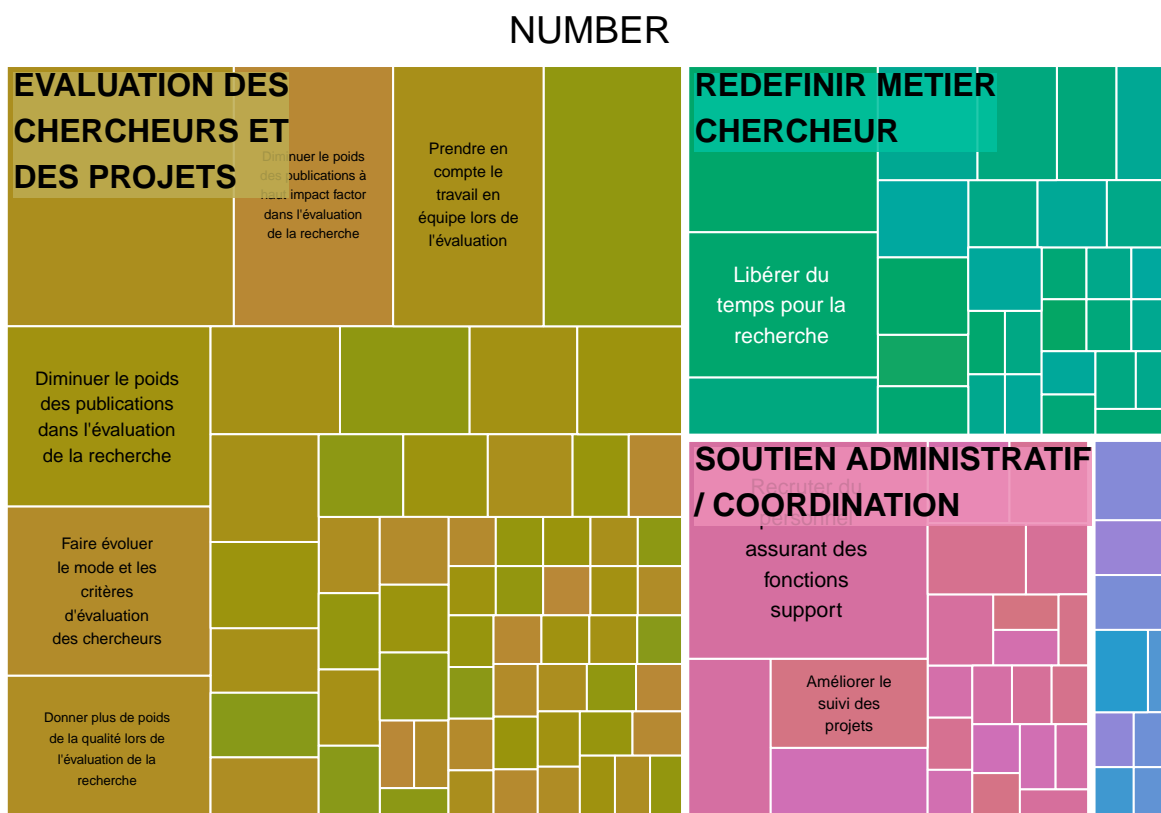 NUMBER
EVALUATION DES
CHERCHEURS ET
DES PROJETS
Diminuer le poids
des publications à
haut impact factor
dans l'évaluation
de la recherche
Prendre en
compte le
travail en
équipe lors de
l'évaluation
Diminuer le poids
des publications
dans l'évaluation
de la recherche
Faire évoluer
le mode et les
critères
d'évaluation
des chercheurs
Donner plus de poids
de la qualité lors de
l'évaluation de la
recherche
REDEFINIR METIER
CHERCHEUR
Libérer du
temps pour la
recherche
SOUTIEN ADMINISTRATIF
/ COORDINATION
Recruter du
personnel
assurant des
fonctions
support
Améliorer le
suivi des
projets